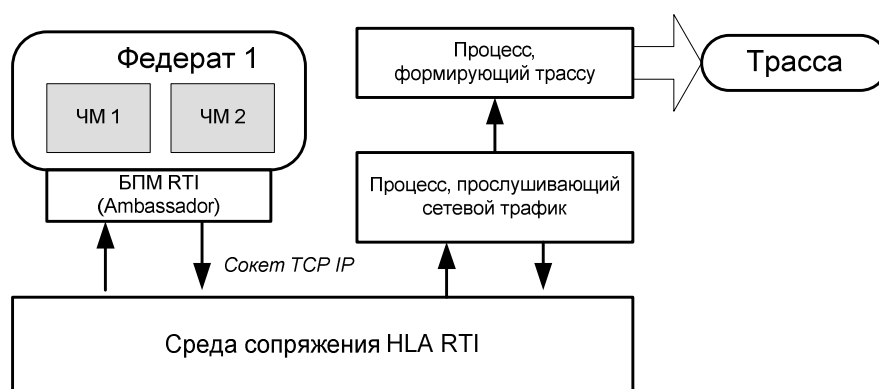 Федерат 1
ЧМ 1
ЧМ 2
БПМ RTI
(Ambassador)
Процесс,
формирующий трассу
Трасса
Процесс, прослушивающий
сетевой трафик
Сокет TCP IP
Среда сопряжения HLA RTI